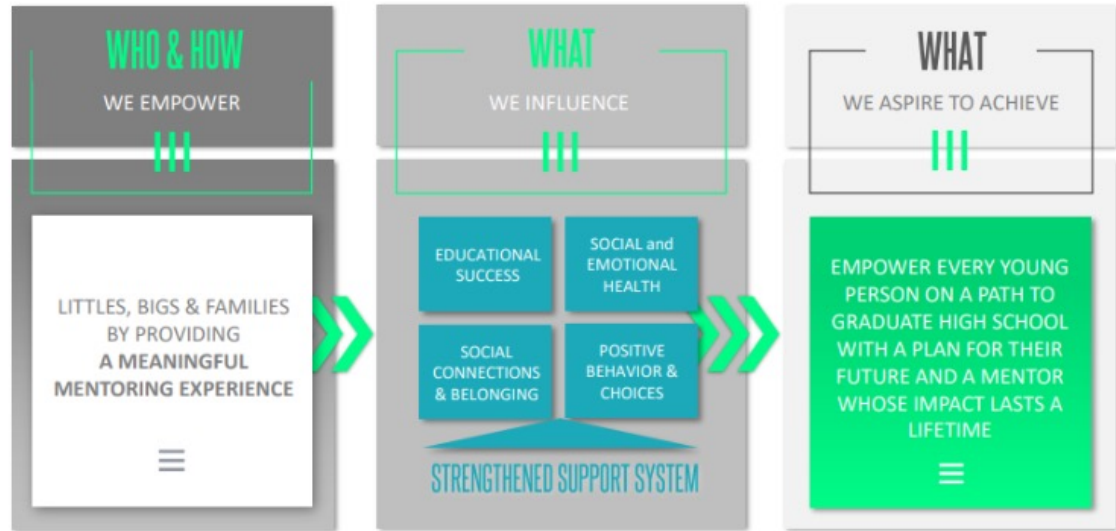 WHO & HOW
WE EMPOWER
LITTLES, BIGS & FAMILIES
BY PROVIDING
A MEANINGFUL
MENTORING EXPERIENCE
WHAT
WE INFLUENCE
EDUCATIONAL
SUCCESS
SOCIAL and
EMOTIONAL
HEALTH
SOCIAL
CONNECTIONS
& BELONGING
POSITIVE
BEHAVIOR &
CHOICES
STRENGTHENED SUPPORT SYSTEM
WHAT
WE ASPIRE TO ACHIEVE
EMPOWER EVERY YOUNG
PERSON ON A PATH TO
GRADUATE HIGH SCHOOL
WITH A PLAN FOR THEIR
FUTURE AND A MENTOR
WHOSE IMPACT LASTS A
LIFETIME